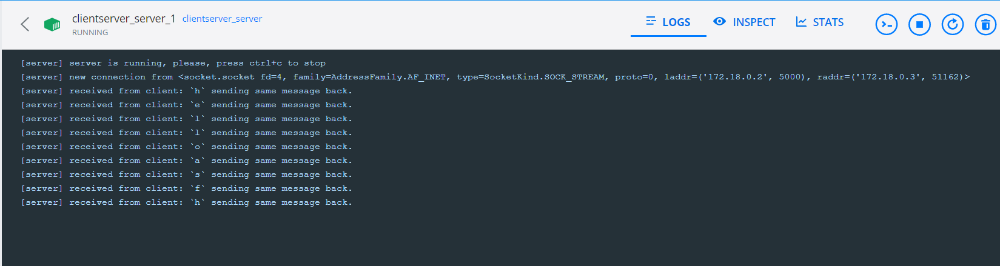 clientserver_server_1 clientserver_server
RUNNING
LOGS INSPECT STATS
[server] server is running, please, press ctrl+c to stop
[server] new connection from <socket.socket fd=4, family=AddressFamily.AF_INET, type=SocketKind.SOCK_STREAM, proto=0, laddr=('172.18.0.2', 5000), raddr=('172.18.0.3', 51162)>
[server] received from client: `h` sending same message back.
[server] received from client: `e` sending same message back.
[server] received from client: `l` sending same message back.
[server] received from client: `l` sending same message back.
[server] received from client: `o` sending same message back.
[server] received from client: `a` sending same message back.
[server] received from client: `s` sending same message back.
[server] received from client: `f` sending same message back.
[server] received from client: `h` sending same message back.